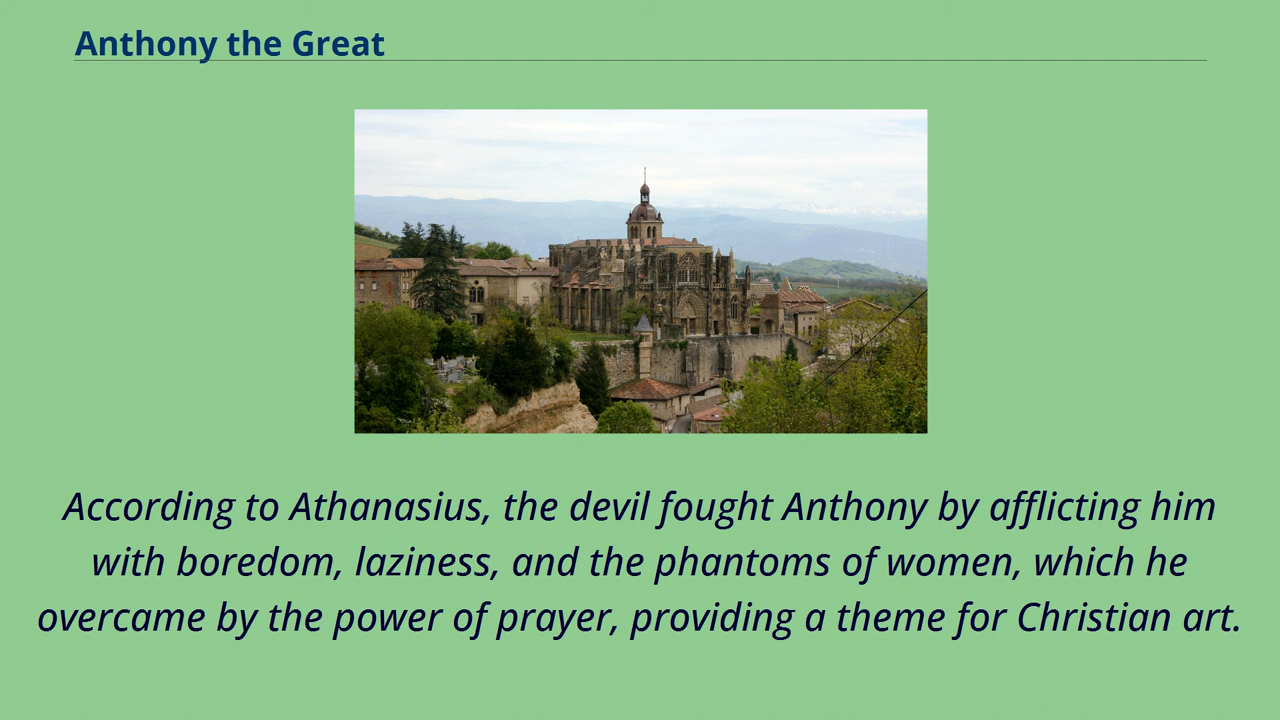 Anthony the Great
According to Athanasius, the devil fought Anthony by afflicting him
with boredom, laziness, and the phantoms of women, which he
overcame by the power of prayer, providing a theme for Christian art.